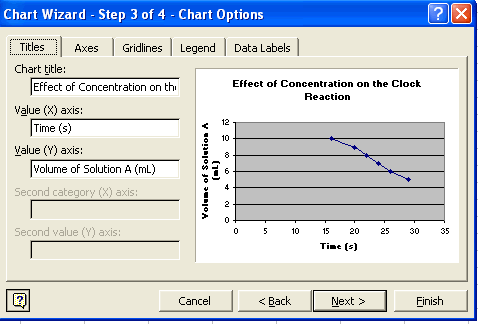 Chart Wizard - Step 3 of 4 - Chart Options
Titles Axes Gridlines Legend Data Labels
Chart title:
Effect of Concentration on the
Value (X) axis:
Time (s)
Value (Y) axis:
Volume of Solution A (mL)
Second category (X) axis:
Second value (Y) axis:
Effect of Concentration on the Clock
Reaction
Volume of Solution A
(mL)
12
10
8
6
4
2
0
0 5 10 15 20 25 30 35
Time (s)
?
Cancel < Back Next > Finish